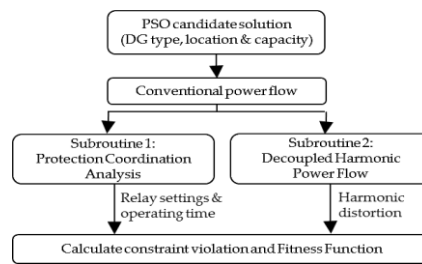 PSO candidate solution
(DG type, location & capacity)
Conventional power flow
Subroutine 1:
Protection Coordination
Analysis
Subroutine 2:
Decoupled Harmonic
Power Flow
Relay settings &
operating time
Harmonic
distortion
Calculate constraint violation and Fitness Function